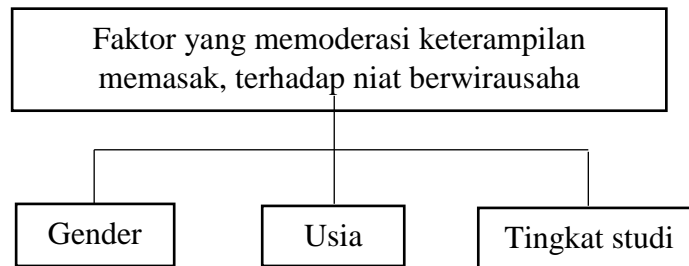 Faktor yang memoderasi keterampilan
memasak, terhadap niat berwirausaha
Gender
Usia
Tingkat studi